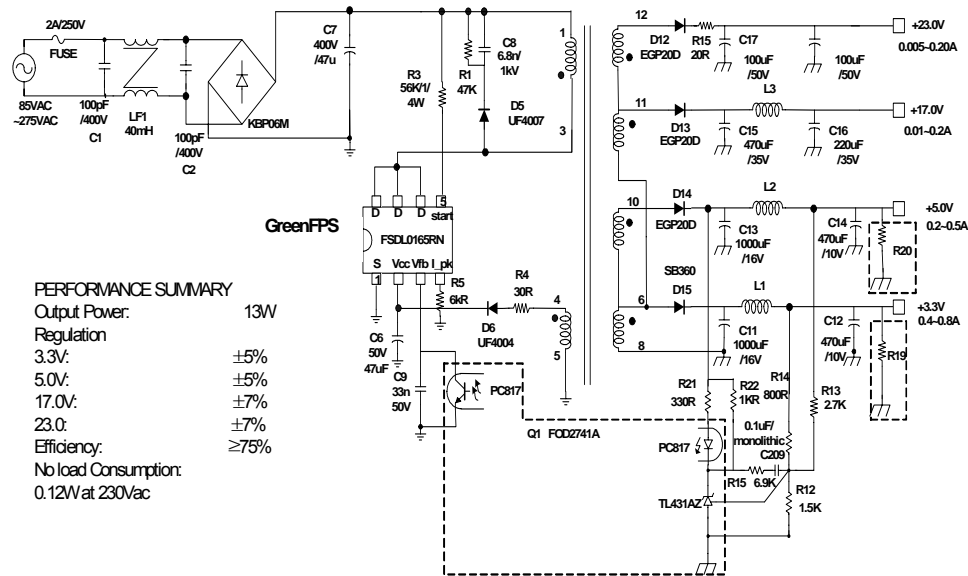 2A/250V
FUSE
85VAC
~275VAC
100pF
/400V
C1
LF1
40mH
100pF
/400V
C2
KBP06M
C7
400V
/47u
R3
56K/1/
4W
R1
47K
C8
6.8n/
1kV
D5
UF4007
1
3
12
D12
EGP20D
R15
20R
C17
100uF
/50V
100uF
/50V
+23.0V
0.005~0.20A
11
D13
EGP20D
L3
C15
470uF
/35V
C16
220uF
/35V
+17.0V
0.01~0.2A
10
D14
EGP20D
L2
C13
1000uF
/16V
C14
470uF
/10V
R20
+5.0V
0.2~0.5A
SB360
6
D15
8
L1
C11
1000uF
/16V
C12
470uF
/10V
R19
+3.3V
0.4~0.8A
GreenFPS
D D D 5
start
FSDL0165RN
S Vcc Vfb I_pk
1
R5
6kR
R4
30R
D6
UF4004
4
5
C6
50V
47uF
C9
33n
50V
PC817
Q1 FOD2741A
R21
330R
R22
1KR
R14
800R
R13
2.7K
0.1uF/
monolithic
C209
PC817
R15 6.9K
TL431AZ
R12
1.5K
PERFORMANCE SUMMARY
Output Power: 13W
Regulation
3.3V: ±5%
5.0V: ±5%
17.0V: ±7%
23.0: ±7%
Efficiency: ≥75%
No load Consumption:
0.12W at 230Vac